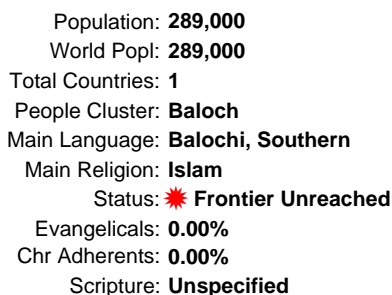 Population: 289,000
World Popl: 289,000
Total Countries: 1
People Cluster: Baloch
Main Language: Balochi, Southern
Main Religion: Islam
Status: Frontier Unreached
Evangelicals: 0.00%
Chr Adherents: 0.00%
Scripture: Unspecified